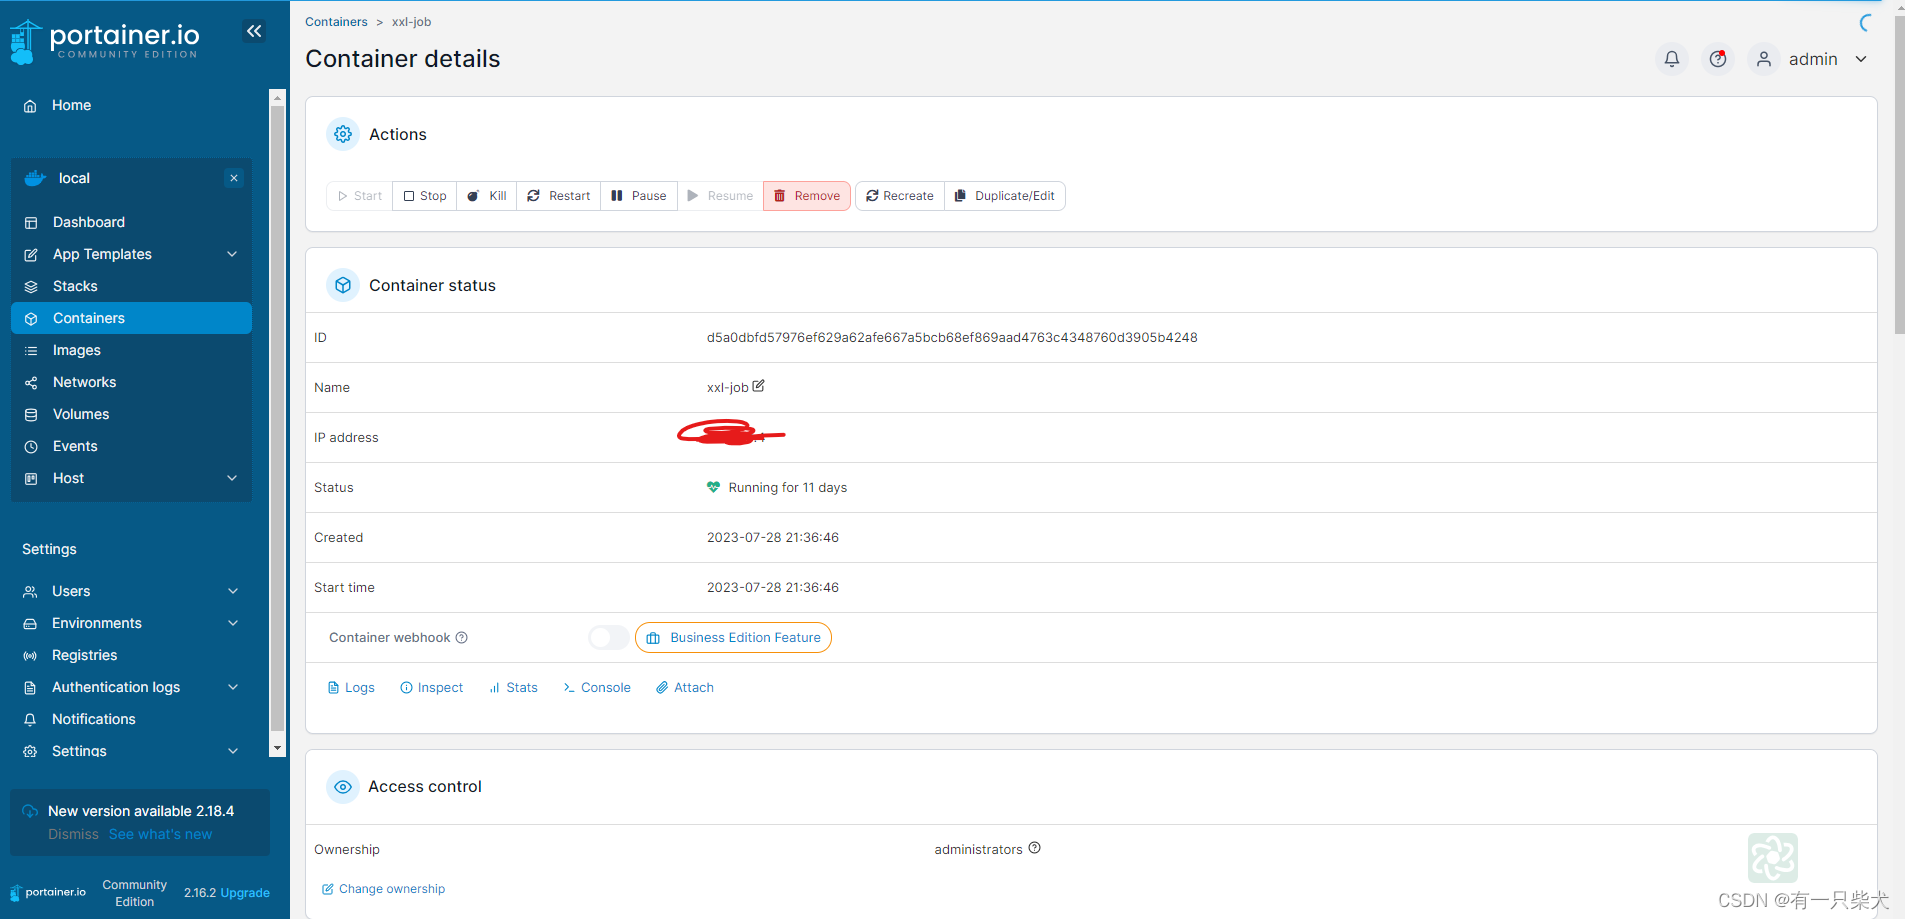 portainer.io
COMMUNITY EDITION
Home
local
Dashboard
App Templates
Stacks
Containers
Images
Networks
Volumes
Events
Host
Settings
Users
Environments
Registries
Authentication logs
Notifications
Settings
New version available 2.18.4
Dismiss See what's new
portainer.io Community Edition 2.16.2 Upgrade
Containers > xxl-job
Container details
admin
Actions
Start Stop Kill Restart Pause Resume Remove Recreate Duplicate/Edit
Container status
ID d5a0dbfd57976ef629a62afe667a5bcb68ef869aad4763c4348760d3905b4248
Name xxl-job
IP address
Status Running for 11 days
Created 2023-07-28 21:36:46
Start time 2023-07-28 21:36:46
Container webhook Business Edition Feature
Logs Inspect Stats Console Attach
Access control
Ownership administrators
Change ownership
CSDN @有一只柴犬